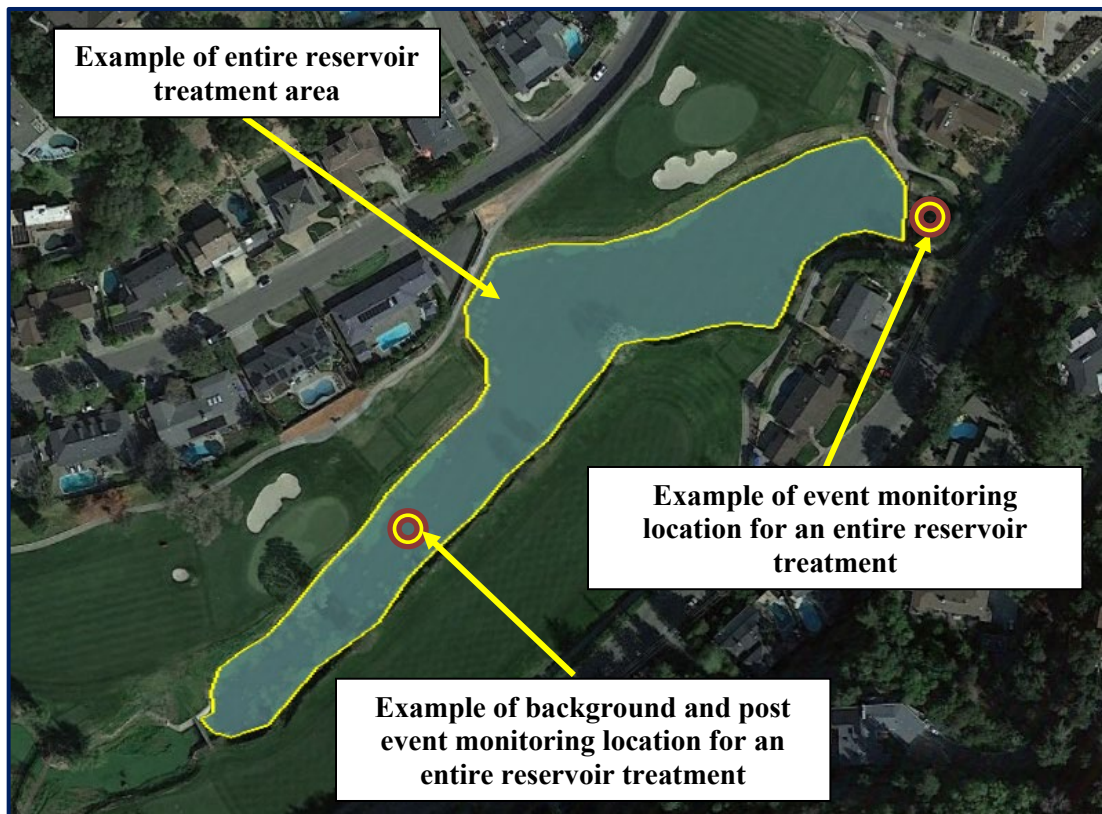 Example of entire reservoir
treatment area
Example of event monitoring
location for an entire reservoir
treatment
Example of background and post
event monitoring location for an
entire reservoir treatment